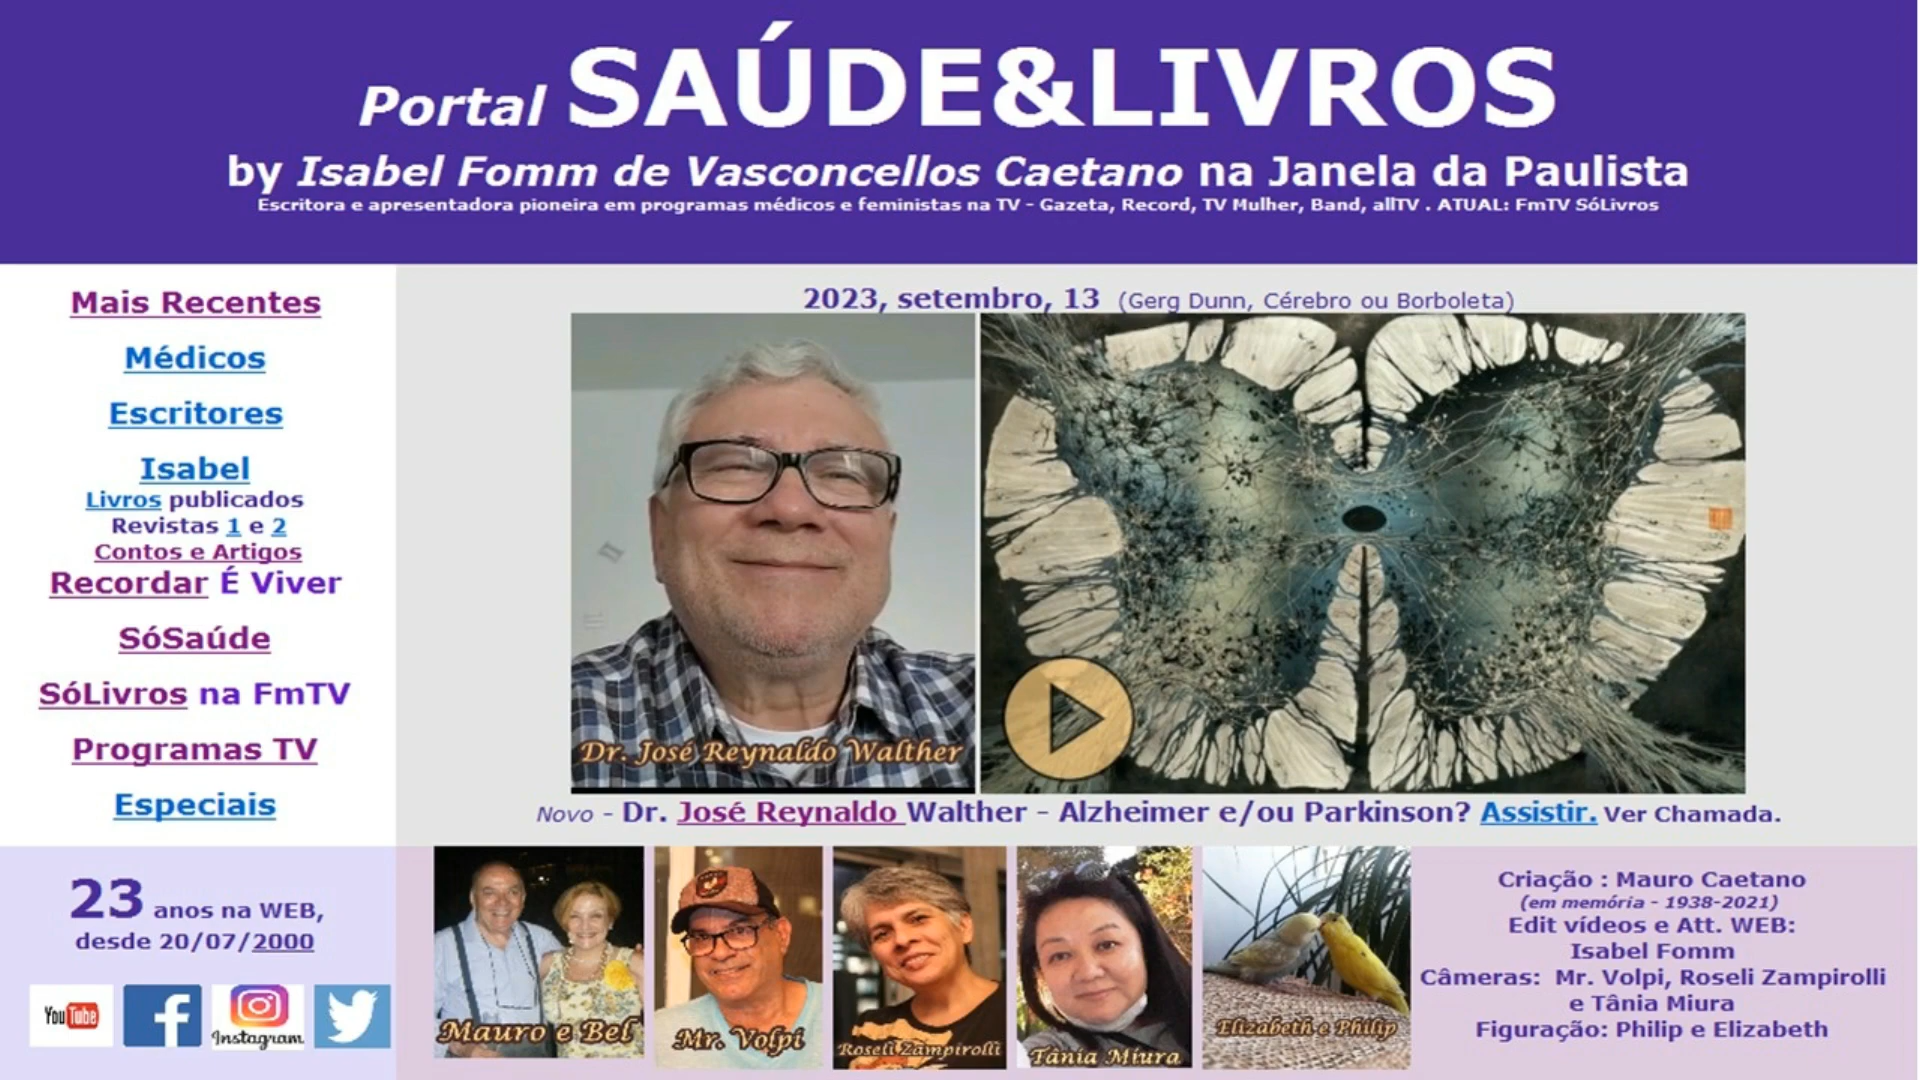 Portal SAÚDE&LIVROS
by Isabel Fomm de Vasconcellos Caetano na Janela da Paulista
Escritora e apresentadora pioneira em programas médicos e feministas na TV - Gazeta, Record, TV Mulher, Band, allTV . ATUAL: FmTV SóLivros
Mais Recentes
Médicos
Escritores
Isabel
Livros publicados
Revistas 1 e 2
Contos e Artigos
Recordar É Viver
SóSaúde
SóLivros na FmTV
Programas TV
Especiais
2023, setembro, 13 (Gerg Dunn, Cérebro ou Borboleta)
Dr. José Reynaldo Walther
Novo - Dr. José Reynaldo Walther - Alzheimer e/ou Parkinson? Assistir. Ver Chamada.
23 anos na WEB,
desde 20/07/2000
YouTube
Instagram
Mauro e Bel
Mr. Volpi
Roseli Zampirolli
Tânia Miura
Elizabeth e Philip
Criação : Mauro Caetano
(em memória - 1938-2021)
Edit vídeos e Att. WEB:
Isabel Fomm
Câmeras: Mr. Volpi, Roseli Zampirolli
e Tânia Miura
Figuração: Philip e Elizabeth